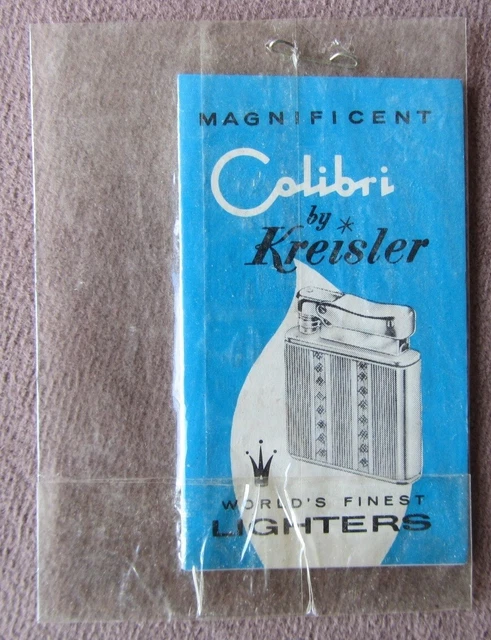 MAGNIFICENT
Colibri
by
Kreisler
WORLD'S FINEST
LIGHTERS